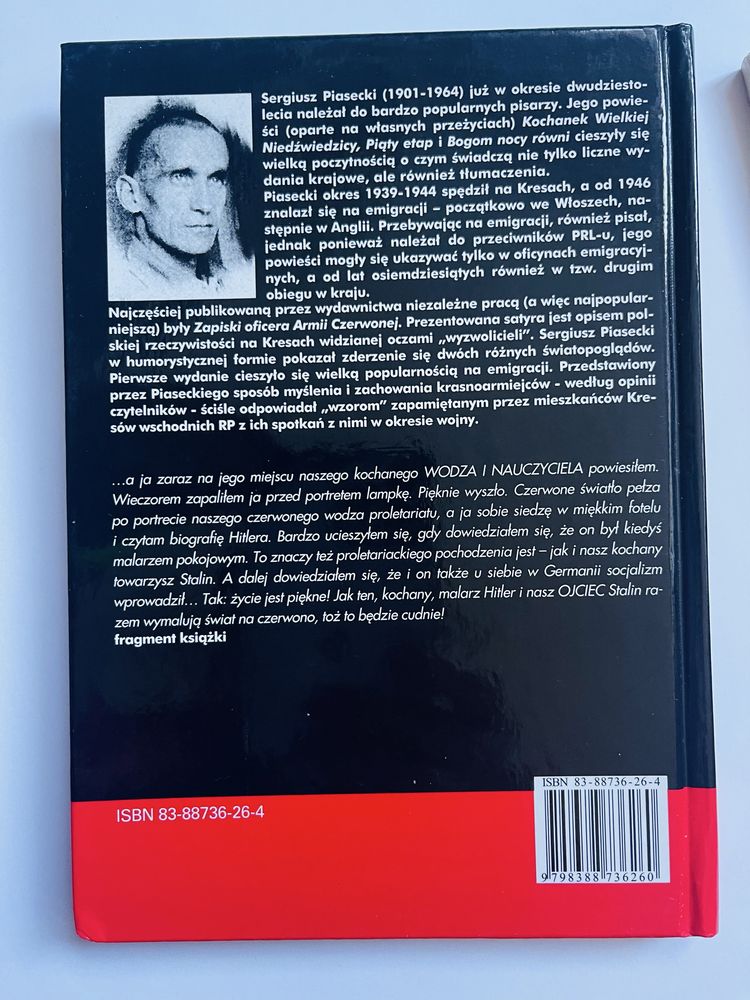 Sergiusz Piasecki (1901-1964) już w okresie dwudziesto-
lecia należał do bardzo popularnych pisarzy. Jego powie-
ści (oparte na własnych przeżyciach) Kochanek Wielkiej
Niedźwiedzicy, Piąty etap i Bogom nocy równi cieszyły się
wielką poczytnością o czym świadczą nie tylko liczne wy-
dania krajowe, ale również tłumaczenia.
Piasecki okres 1939-1944 spędził na Kresach, a od 1946
znalazł się na emigracji – początkowo we Włoszech, na-
stępnie w Anglii. Przebywając na emigracji, również pisał,
jednak ponieważ należał do przeciwników PRL-u, jego
powieści mogły się ukazywać tylko w oficynach emigracyj-
nych, a od lat osiemdziesiątych również w tzw. drugim
obiegu w kraju.
Najczęściej publikowaną przez wydawnictwa niezależne pracą (a więc najpopular-
niejszą) były Zapiski oficera Armii Czerwonej. Prezentowana satyra jest opisem pol-
skiej rzeczywistości na Kresach widzianej oczami „wyzwolicieli". Sergiusz Piasecki
w humorystycznej formie pokazał zderzenie się dwóch różnych światopoglądów.
Pierwsze wydanie cieszyło się wielką popularnością na emigracji. Przedstawiony
przez Piaseckiego sposób myślenia i zachowania krasnoarmiejców - według opinii
czytelników - ściśle odpowiadał „wzorom" zapamiętanym przez mieszkańców Kre-
sów wschodnich RP z ich spotkań z nimi w okresie wojny.
...a ja zaraz na jego miejscu naszego kochanego WODZA I NAUCZYCIELA powiesiłem.
Wieczorem zapaliłem ja przed portretem lampkę. Pięknie wyszło. Czerwone światło pełza
po portrecie naszego czerwonego wodza proletariatu, a ja sobie siedzę w miękkim fotelu
i czytam biografię Hitlera. Bardzo ucieszyłem się, gdy dowiedziałem się, że on był kiedyś
malarzem pokojowym. To znaczy też proletariackiego pochodzenia jest – jak i nasz kochany
towarzysz Stalin. A dalej dowiedziałem się, że i on także u siebie w Germanii socjalizm
wprowadził... Tak: życie jest piękne! Jak ten, kochany, malarz Hitler i nasz OJCIEC Stalin ra-
zem wymalują świat na czerwono, toż to będzie cudnie!
fragment książki
ISBN 83-88736-26-4
ISBN 83-88736-26-4
9 798388 736260